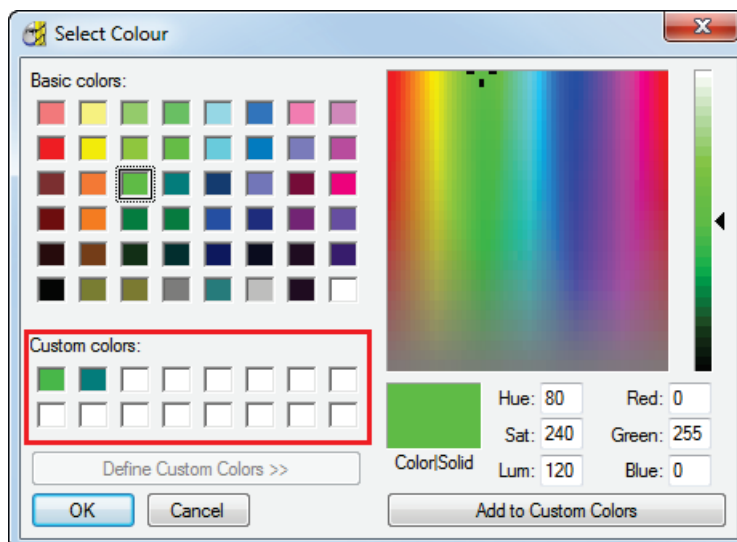 Select Colour
Basic colors:
Custom colors:
Define Custom Colors >>
OK Cancel
Color|Solid
Hue: 80 Red: 0
Sat: 240 Green: 255
Lum: 120 Blue: 0
Add to Custom Colors